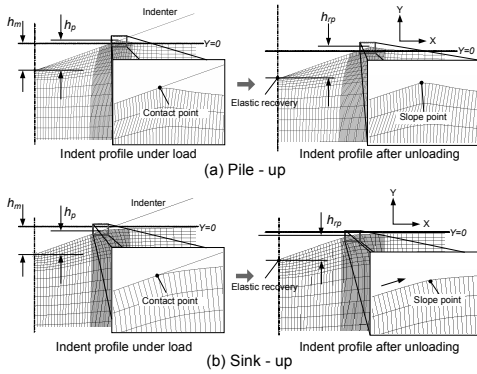 Indenter
hm
hp
Y=0
Contact point
Indent profile under load
hrp
Y
X
Y=0
Elastic recovery
Slope point
Indent profile after unloading
(a) Pile - up
Indenter
hm
hp
Y=0
Contact point
Indent profile under load
Y
X
Y=0
hrp
Elastic recovery
Slope point
Indent profile after unloading
(b) Sink - up